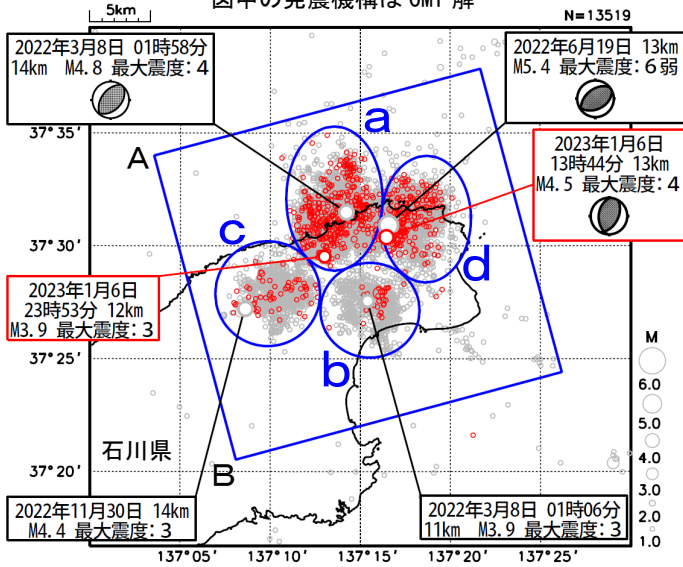 図中の発震機構は CMT 解
5km
N=13519
2022年3月8日 01時58分
14km M4.8 最大震度:4
2022年6月19日 13km
M5.4 最大震度:6弱
2023年1月6日
13時44分 13km
M4.5 最大震度:4
37°35′
37°30′
37°25′
37°20′
A
a
c
d
b
B
2023年1月6日
23時53分 12km
M3.9 最大震度:3
石川県
2022年11月30日 14km
M4.4 最大震度:3
2022年3月8日 01時06分
11km M3.9 最大震度:3
M
6.0
5.0
4.0
3.0
2.0
1.0
137°05′
137°10′
137°15′
137°20′
137°25′